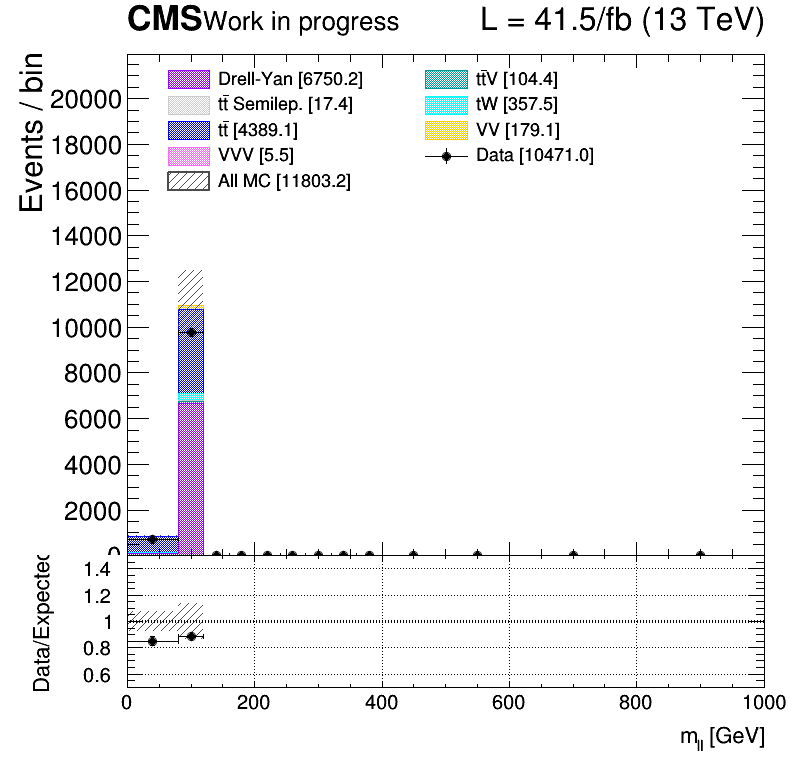 CMS Work in progress L = 41.5/fb (13 TeV)
Events / bin
20000
18000
16000
14000
12000
10000
8000
6000
4000
2000
0
Drell-Yan [6750.2]
tt̄ Semilep. [17.4]
tt̄ [4389.1]
VVV [5.5]
All MC [11803.2]
tt̄V [104.4]
tW [357.5]
VV [179.1]
Data [10471.0]
Data/Expected
1.4
1.2
1
0.8
0.6
0 200 400 600 800 1000
m_ll [GeV]